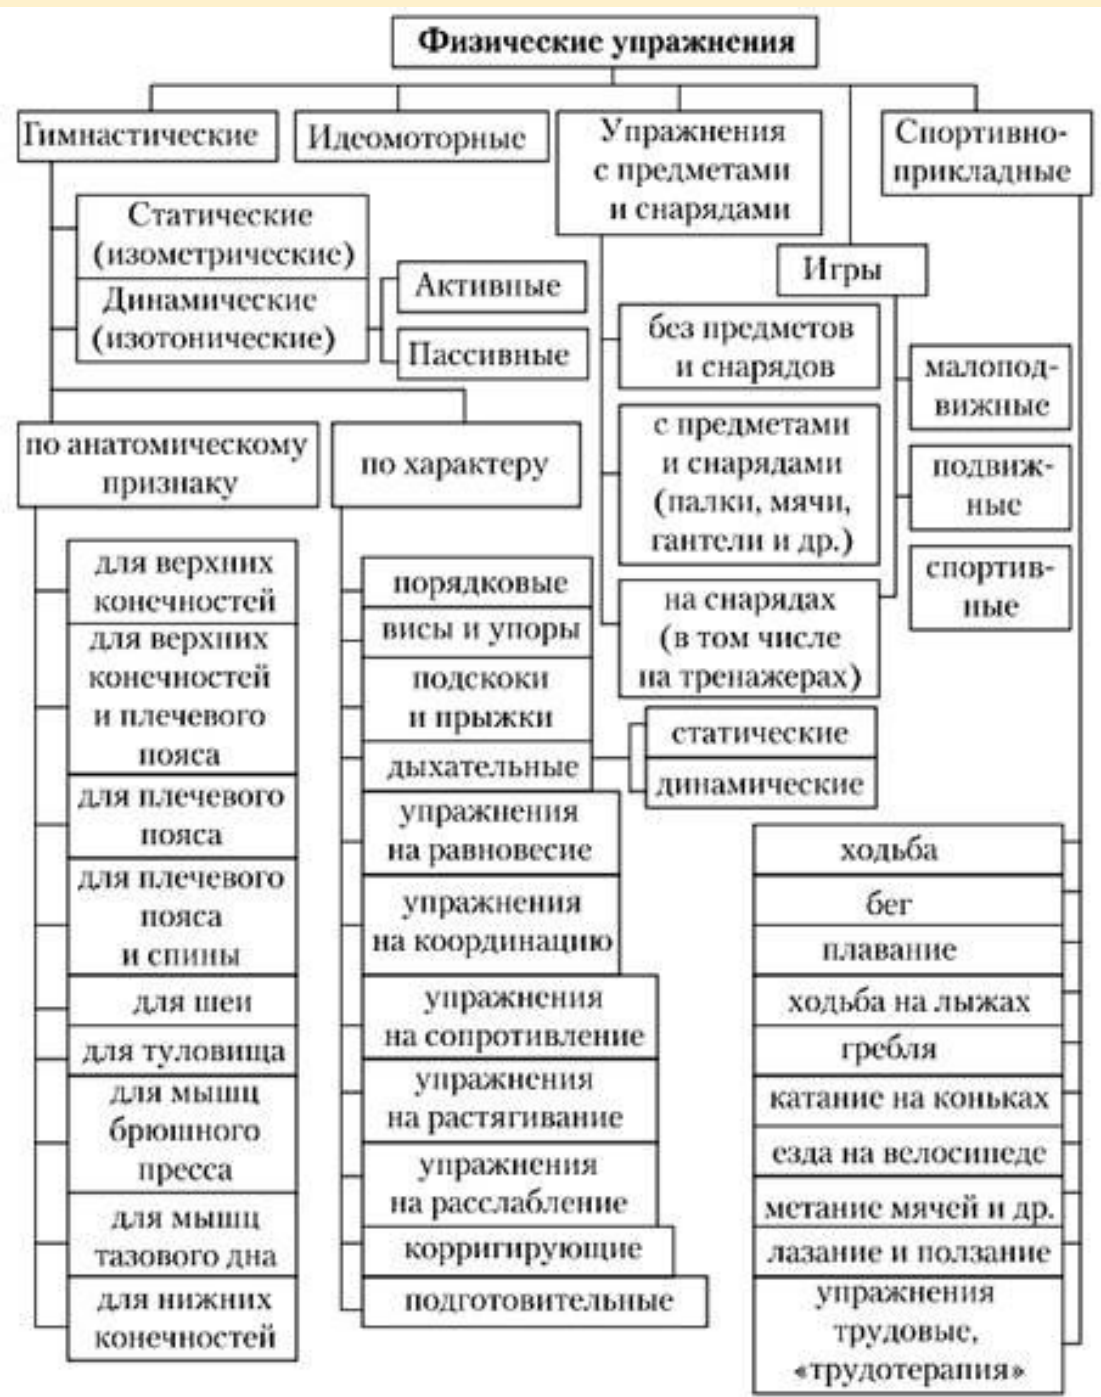 Физические упражнения
Гимнастические
Идеомоторные
Упражнения
с предметами
и снарядами
Спортивно-
прикладные
Статические
(изометрические)
Динамические
(изотонические)
Активные
Пассивные
Игры
без предметов
и снарядов
с предметами
и снарядами
(палки, мячи,
гантели и др.)
на снарядах
(в том числе
на тренажерах)
малопод-
вижные
подвиж-
ные
спортив-
ные
по анатомическому
признаку
по характеру
для верхних
конечностей
для верхних
конечностей
и плечевого
пояса
для плечевого
пояса
для плечевого
пояса
и спины
для шеи
для туловища
для мышц
брюшного
пресса
для мышц
тазового дна
для нижних
конечностей
порядковые
висы и упоры
подскоки
и прыжки
дыхательные
статические
динамические
упражнения
на равновесие
упражнения
на координацию
упражнения
на сопротивление
упражнения
на растягивание
упражнения
на расслабление
корригирующие
подготовительные
ходьба
бег
плавание
ходьба на лыжах
гребля
катание на коньках
езда на велосипеде
метание мячей и др.
лазание и ползание
упражнения
трудовые,
«трудотерапия»